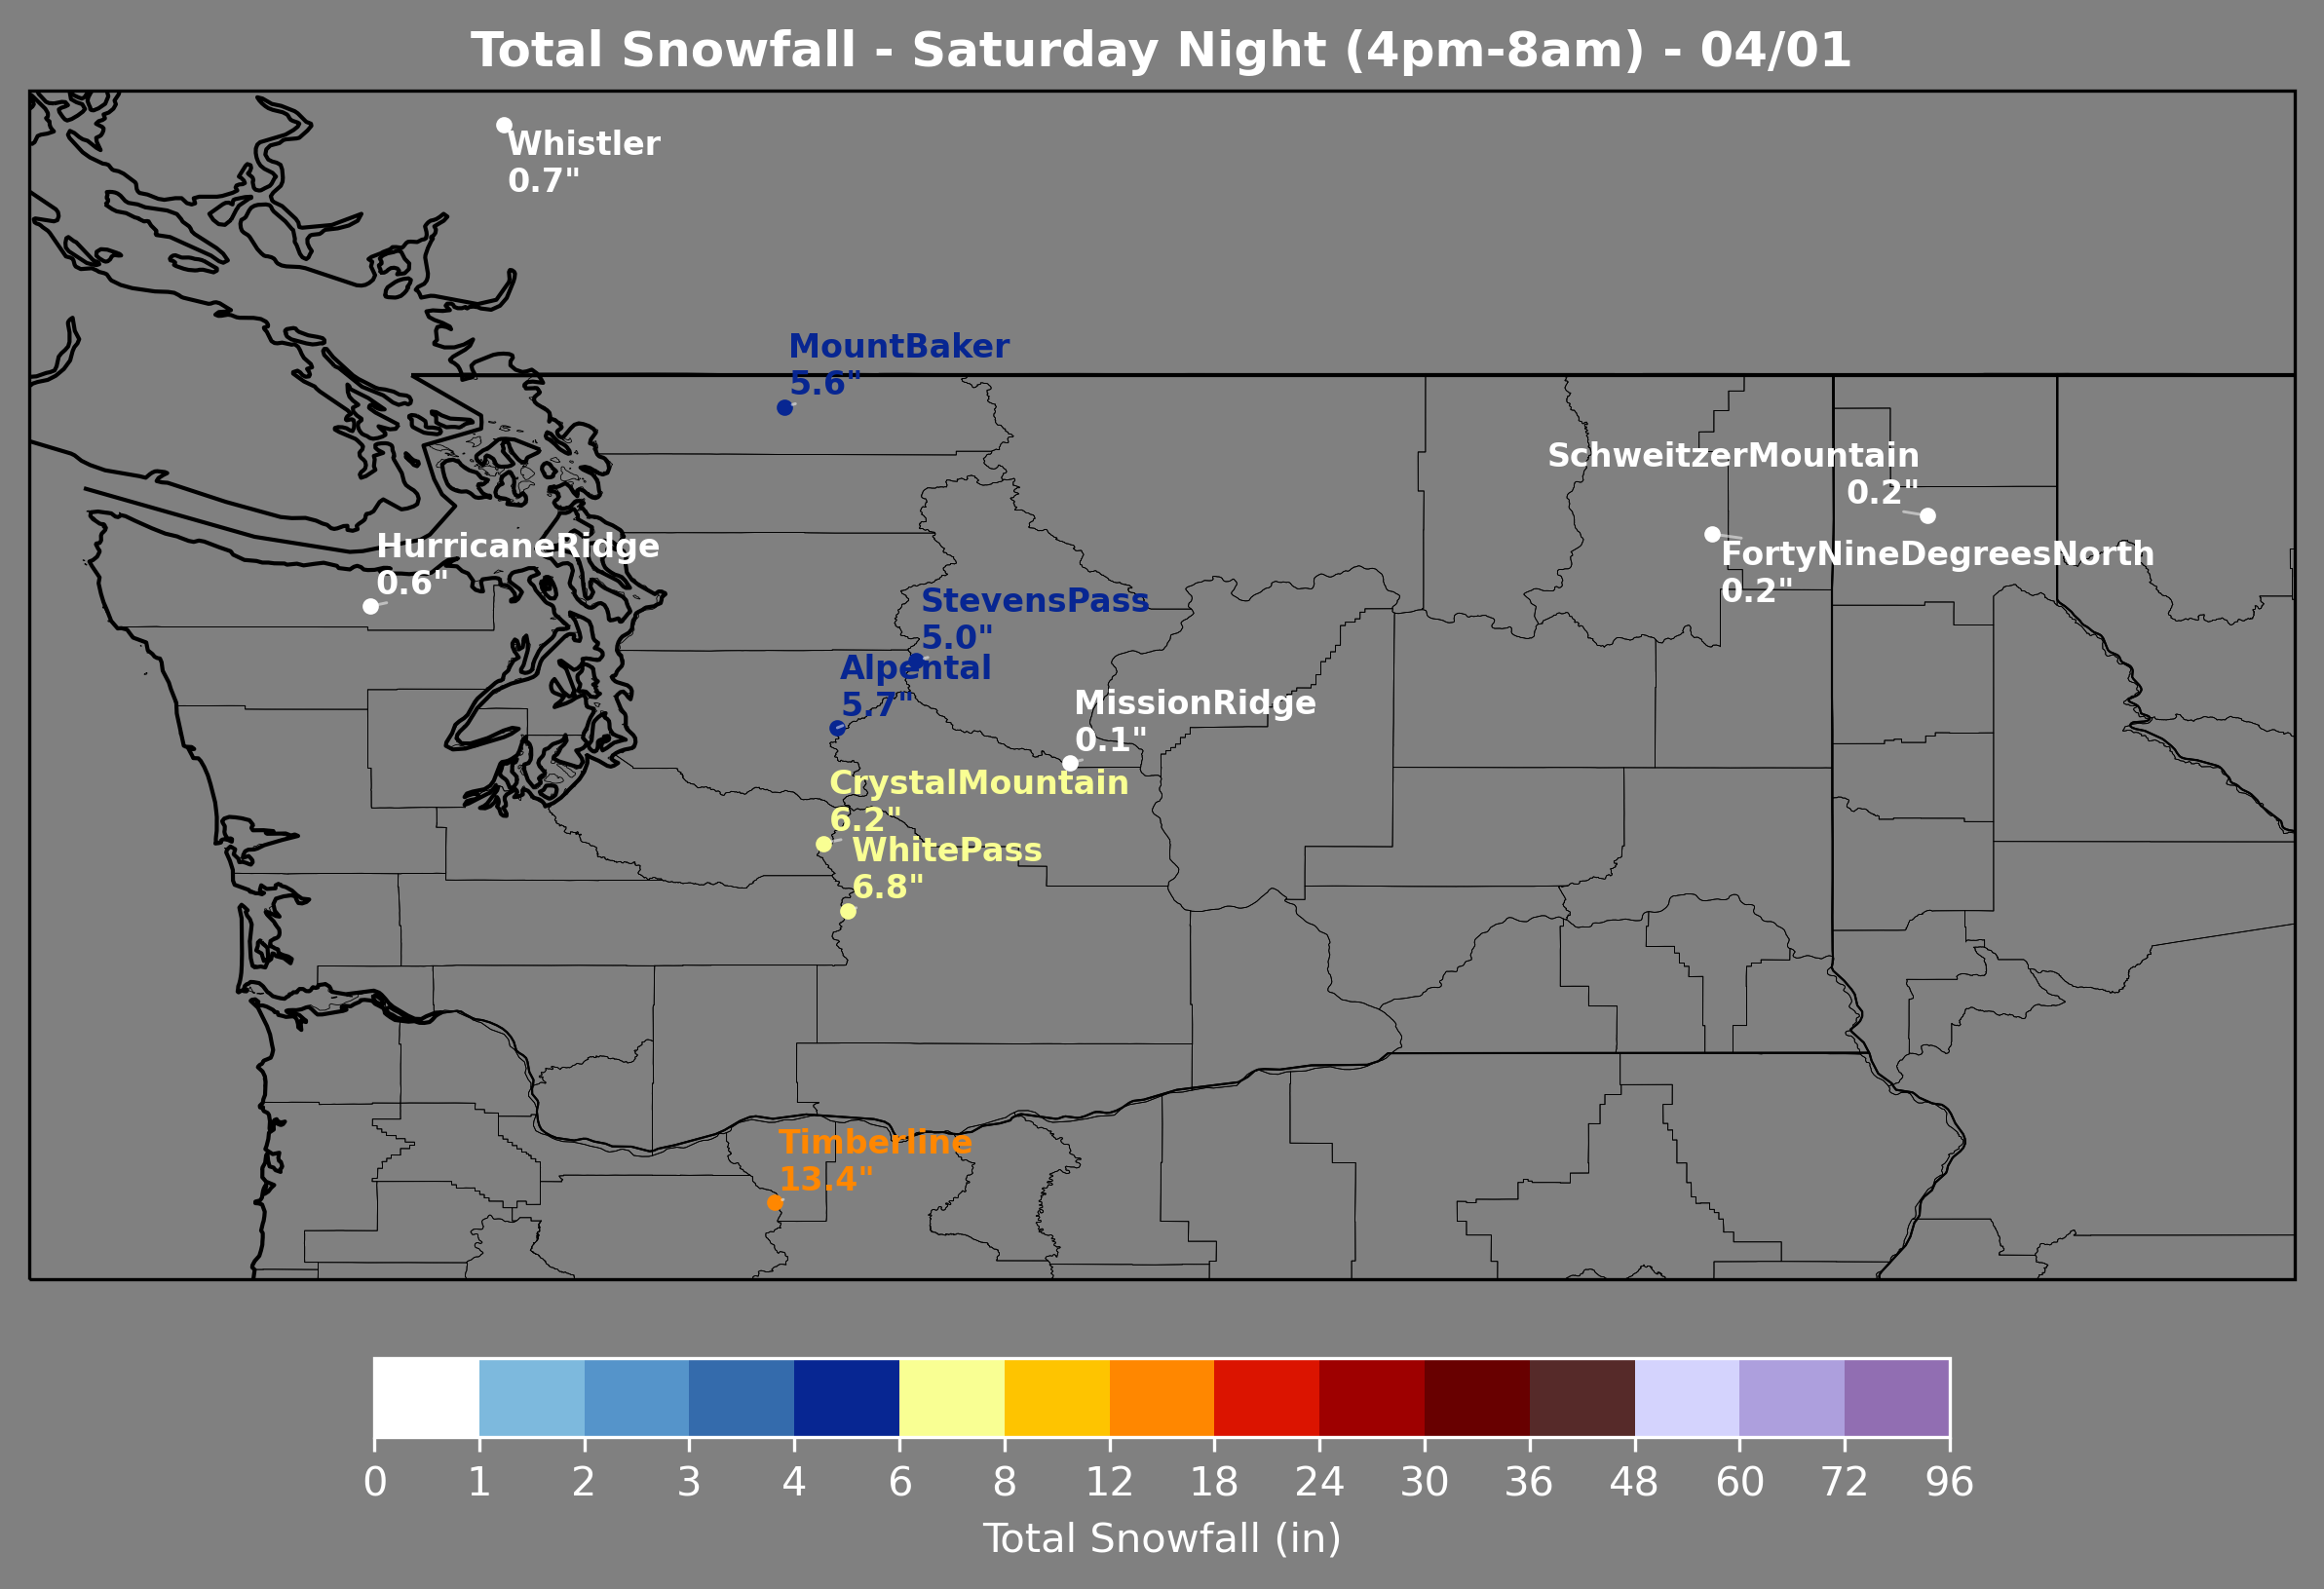 Total Snowfall - Saturday Night (4pm-8am) - 04/01
Whistler
0.7"
MountBaker
5.6"
SchweitzerMountain
0.2"
HurricaneRidge
0.6"
FortyNineDegreesNorth
0.2"
StevensPass
5.0"
Alpental
5.7"
MissionRidge
0.1"
CrystalMountain
6.2"
WhitePass
6.8"
Timberline
13.4"
0 1 2 3 4 6 8 12 18 24 30 36 48 60 72 96
Total Snowfall (in)